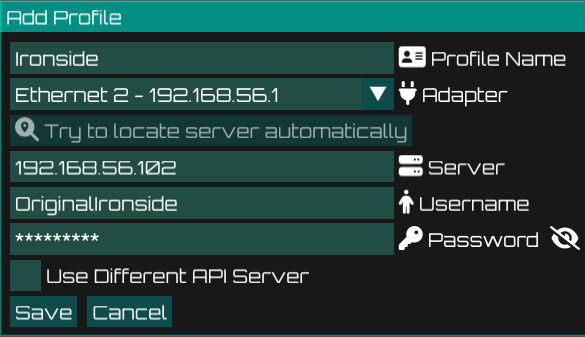 Add Profile
Ironside Profile Name
Ethernet 2 - 192.168.56.1 Adapter
Try to locate server automatically
192.168.56.102 Server
OriginalIronside Username
********* Password
Use Different API Server
Save Cancel